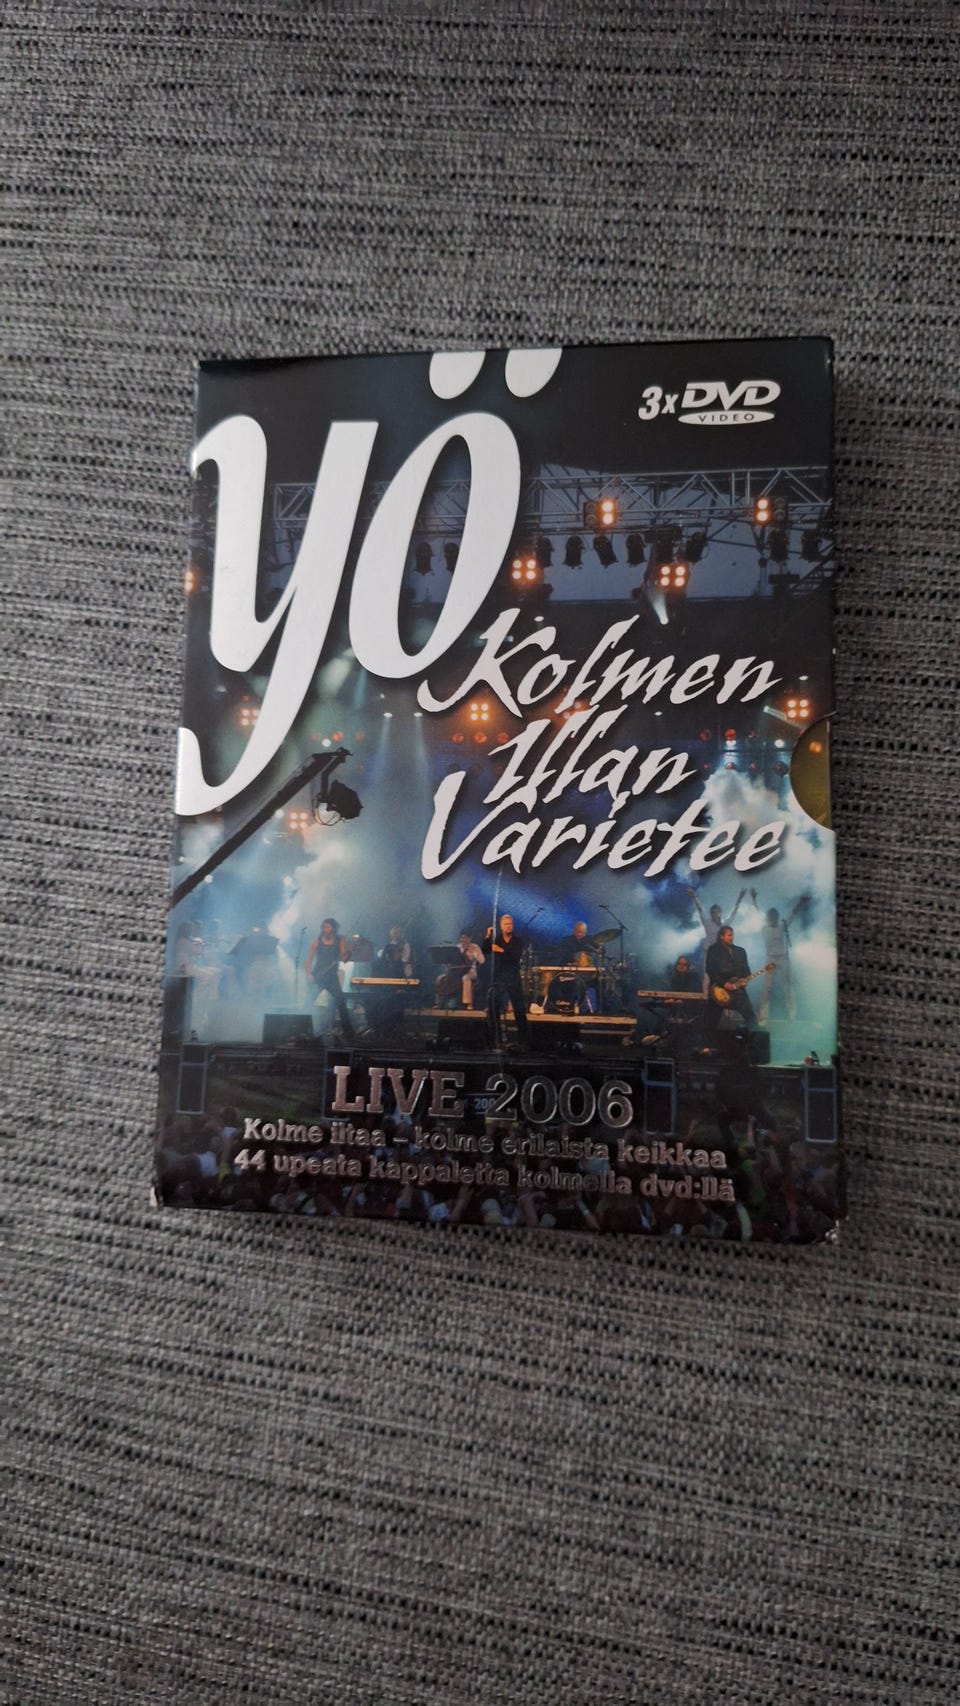 yö
3x DVD
VIDEO
Kolmen
Illan
Varietee
LIVE 2006
Kolme iltaa – kolme erilaista keikkaa
44 upeata kappaletta kolmella dvd:llä